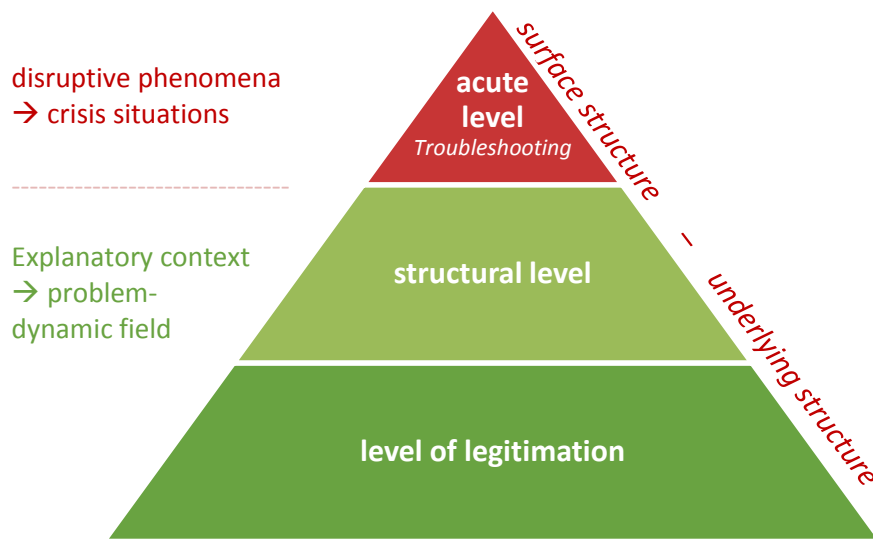 disruptive phenomena
→ crisis situations
------------------------------
Explanatory context
→ problem-
dynamic field
acute
level
Troubleshooting
structural level
level of legitimation
surface structure – underlying structure